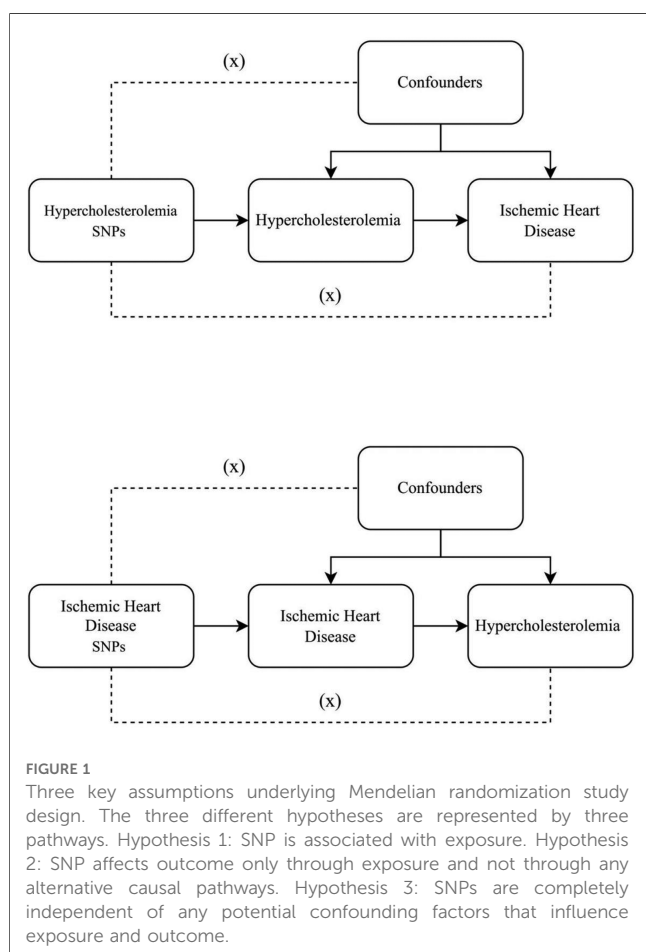 (x)
Confounders
Hypercholesterolemia
SNPs
Hypercholesterolemia
Ischemic Heart
Disease
(x)
(x)
Confounders
Ischemic Heart
Disease
SNPs
Ischemic Heart
Disease
Hypercholesterolemia
(x)
FIGURE 1
Three key assumptions underlying Mendelian randomization study
design. The three different hypotheses are represented by three
pathways. Hypothesis 1: SNP is associated with exposure. Hypothesis
2: SNP affects outcome only through exposure and not through any
alternative causal pathways. Hypothesis 3: SNPs are completely
independent of any potential confounding factors that influence
exposure and outcome.